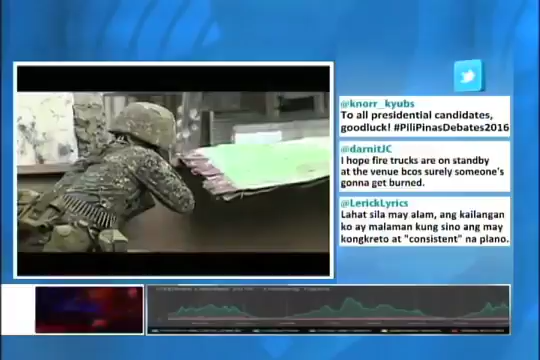 @knorr_kyubs
To all presidential candidates,
goodluck! #PiliPinasDebates2016
@darnitJC
I hope fire trucks are on standby
at the venue bcos surely someone's
gonna get burned.
@LerickLyrics
Lahat sila may alam, ang kailangan
ko ay malaman kung sino ang may
kongkreto at "consistent" na plano.